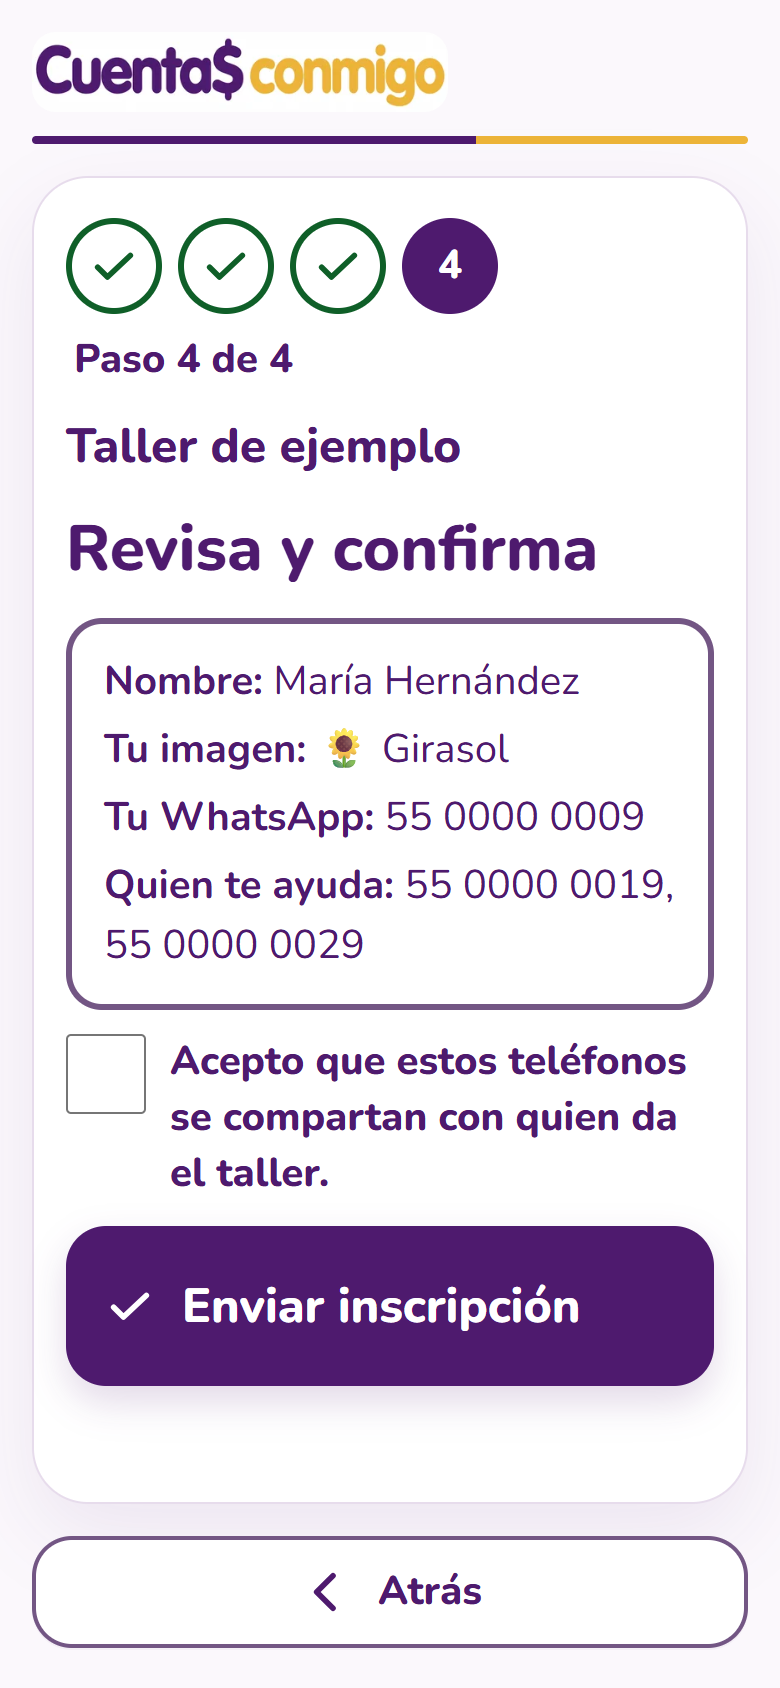 Cuenta$ conmigo
4
Paso 4 de 4
Taller de ejemplo
Revisa y confirma
Nombre: María Hernández
Tu imagen: 🌻 Girasol
Tu WhatsApp: 55 0000 0009
Quien te ayuda: 55 0000 0019,
55 0000 0029
Acepto que estos teléfonos
se compartan con quien da
el taller.
Enviar inscripción
Atrás